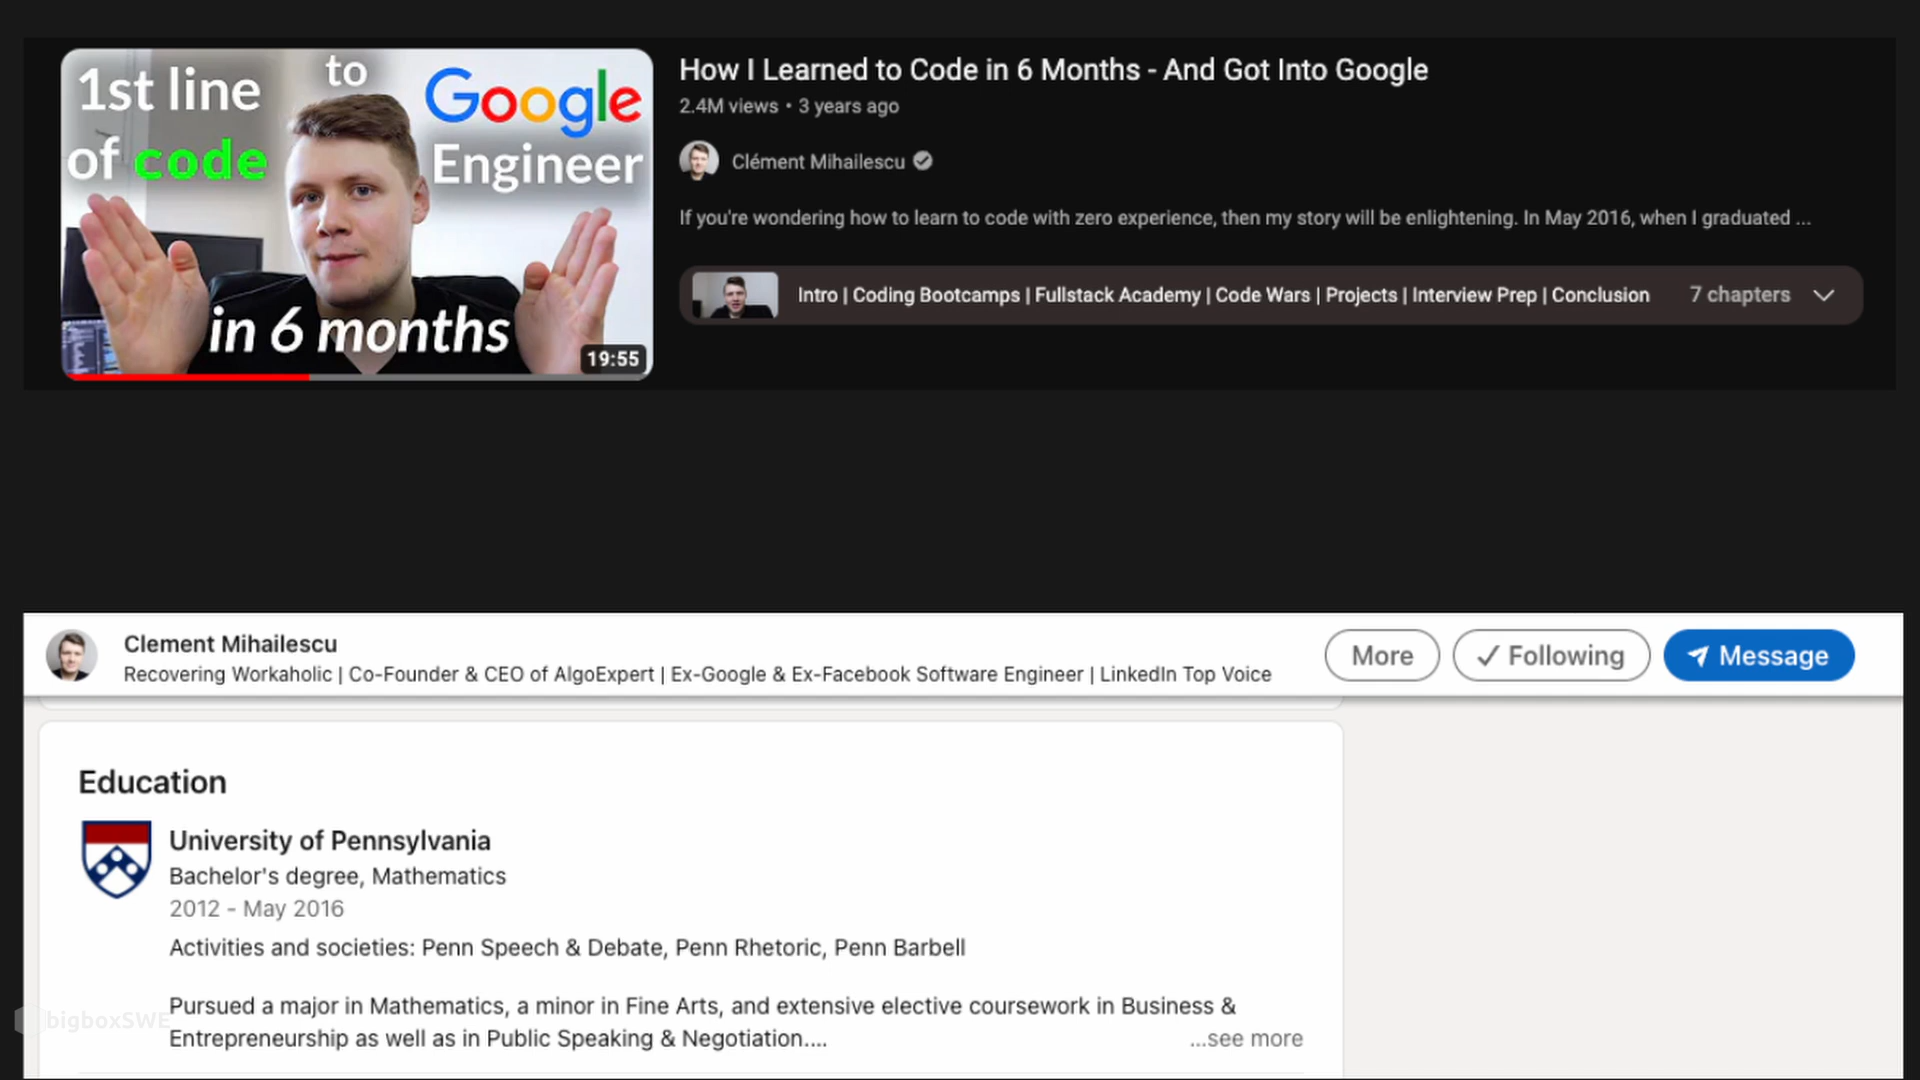 1st line
to
Google
of code
Engineer
in 6 months
19:55
How I Learned to Code in 6 Months - And Got Into Google
2.4M views • 3 years ago
Clément Mihailescu
If you're wondering how to learn to code with zero experience, then my story will be enlightening. In May 2016, when I graduated ...
Intro | Coding Bootcamps | Fullstack Academy | Code Wars | Projects | Interview Prep | Conclusion 7 chapters
Clement Mihailescu
Recovering Workaholic | Co-Founder & CEO of AlgoExpert | Ex-Google & Ex-Facebook Software Engineer | LinkedIn Top Voice
More Following Message
Education
University of Pennsylvania
Bachelor's degree, Mathematics
2012 - May 2016
Activities and societies: Penn Speech & Debate, Penn Rhetoric, Penn Barbell
Pursued a major in Mathematics, a minor in Fine Arts, and extensive elective coursework in Business &
Entrepreneurship as well as in Public Speaking & Negotiation....
...see more
bigboxSWE